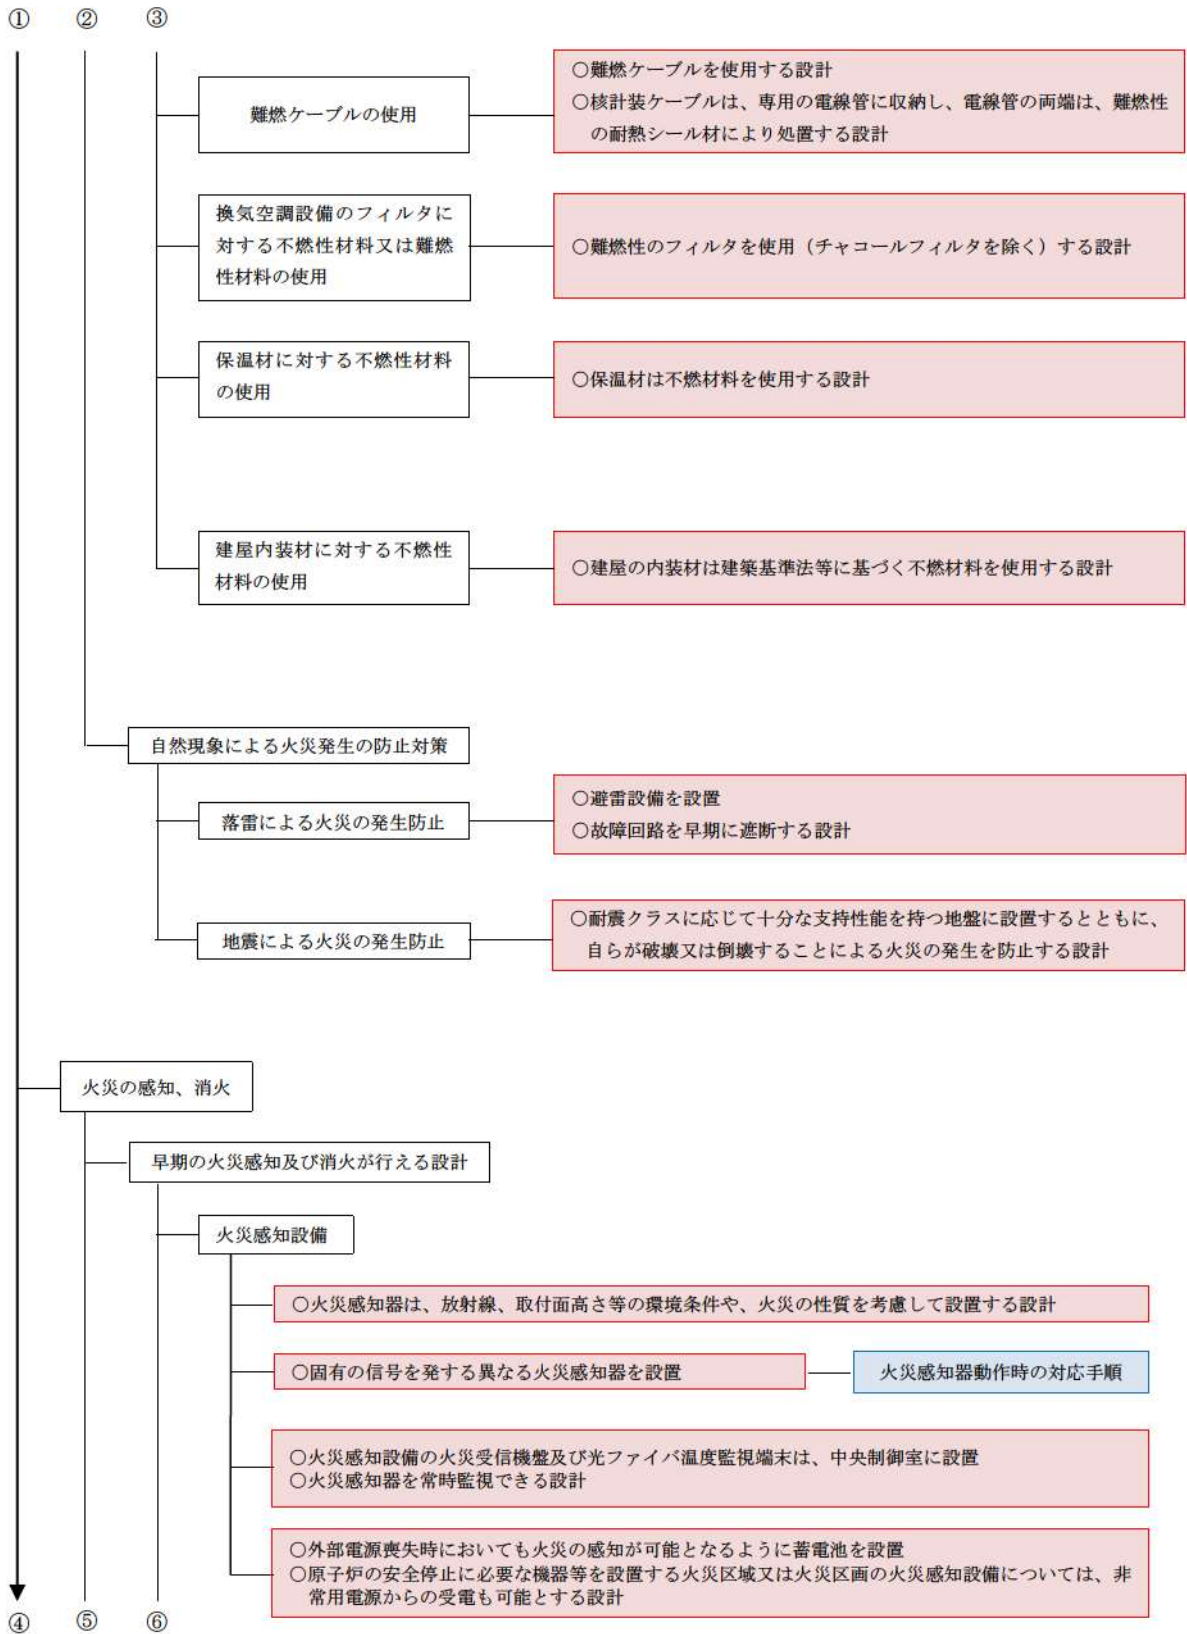 ① ② ③
難燃ケーブルの使用
○難燃ケーブルを使用する設計
○核計装ケーブルは、専用の電線管に収納し、電線管の両端は、難燃性
の耐熱シール材により処置する設計
換気空調設備のフィルタに
対する不燃性材料又は難燃
性材料の使用
○難燃性のフィルタを使用（チャコールフィルタを除く）する設計
保温材に対する不燃性材料
の使用
○保温材は不燃材料を使用する設計
建屋内装材に対する不燃性
材料の使用
○建屋の内装材は建築基準法等に基づく不燃材料を使用する設計
自然現象による火災発生の防止対策
落雷による火災の発生防止
○避雷設備を設置
○故障回路を早期に遮断する設計
地震による火災の発生防止
○耐震クラスに応じて十分な支持性能を持つ地盤に設置するとともに、
自らが破壊又は倒壊することによる火災の発生を防止する設計
火災の感知、消火
早期の火災感知及び消火が行える設計
火災感知設備
○火災感知器は、放射線、取付面高さ等の環境条件や、火災の性質を考慮して設置する設計
○固有の信号を発する異なる火災感知器を設置
火災感知器動作時の対応手順
○火災感知設備の火災受信機盤及び光ファイバ温度監視端末は、中央制御室に設置
○火災感知器を常時監視できる設計
○外部電源喪失時においても火災の感知が可能となるように蓄電池を設置
○原子炉の安全停止に必要な機器等を設置する火災区域又は火災区画の火災感知設備については、非
常用電源からの受電も可能とする設計
④ ⑤ ⑥